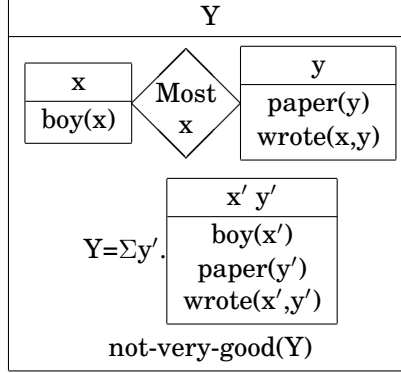 Y
x
boy(x)
Most
x
y
paper(y)
wrote(x,y)
Y=Σy′.
x′ y′
boy(x′)
paper(y′)
wrote(x′,y′)
not-very-good(Y)